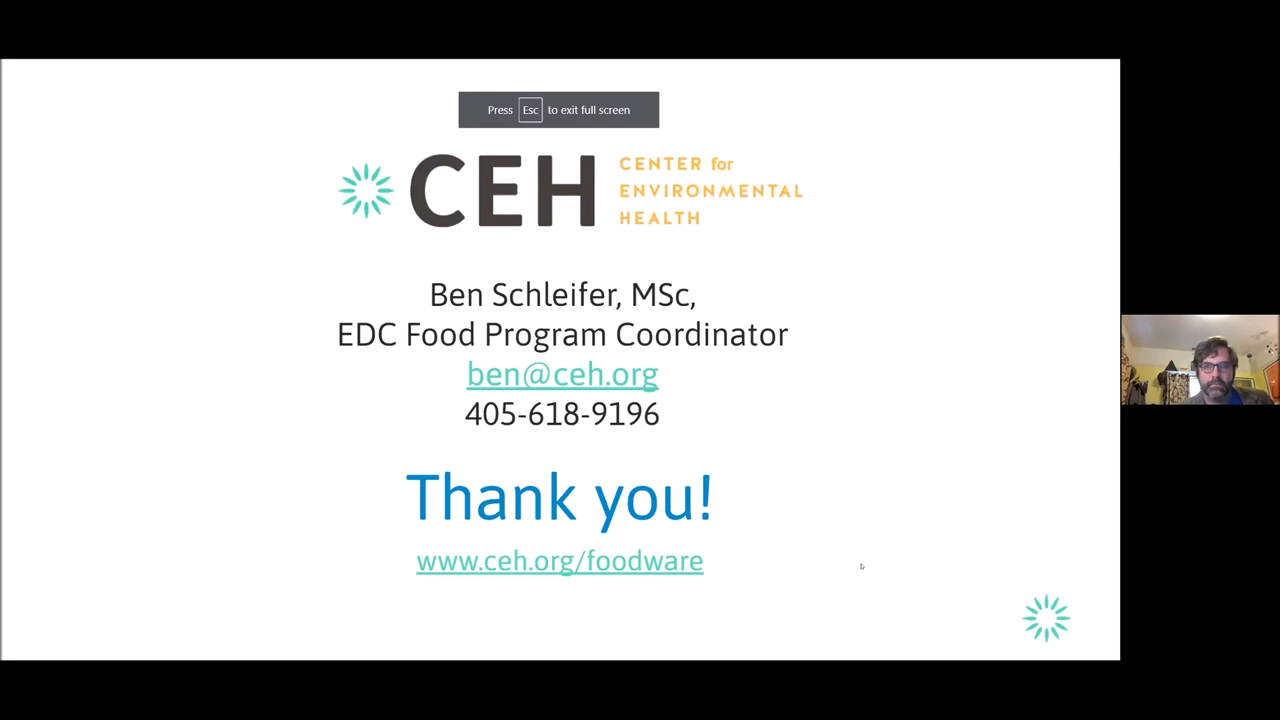 Press Esc to exit full screen
CEH
CENTER for
ENVIRONMENTAL
HEALTH
Ben Schleifer, MSc,
EDC Food Program Coordinator
ben@ceh.org
405-618-9196
Thank you!
www.ceh.org/foodware